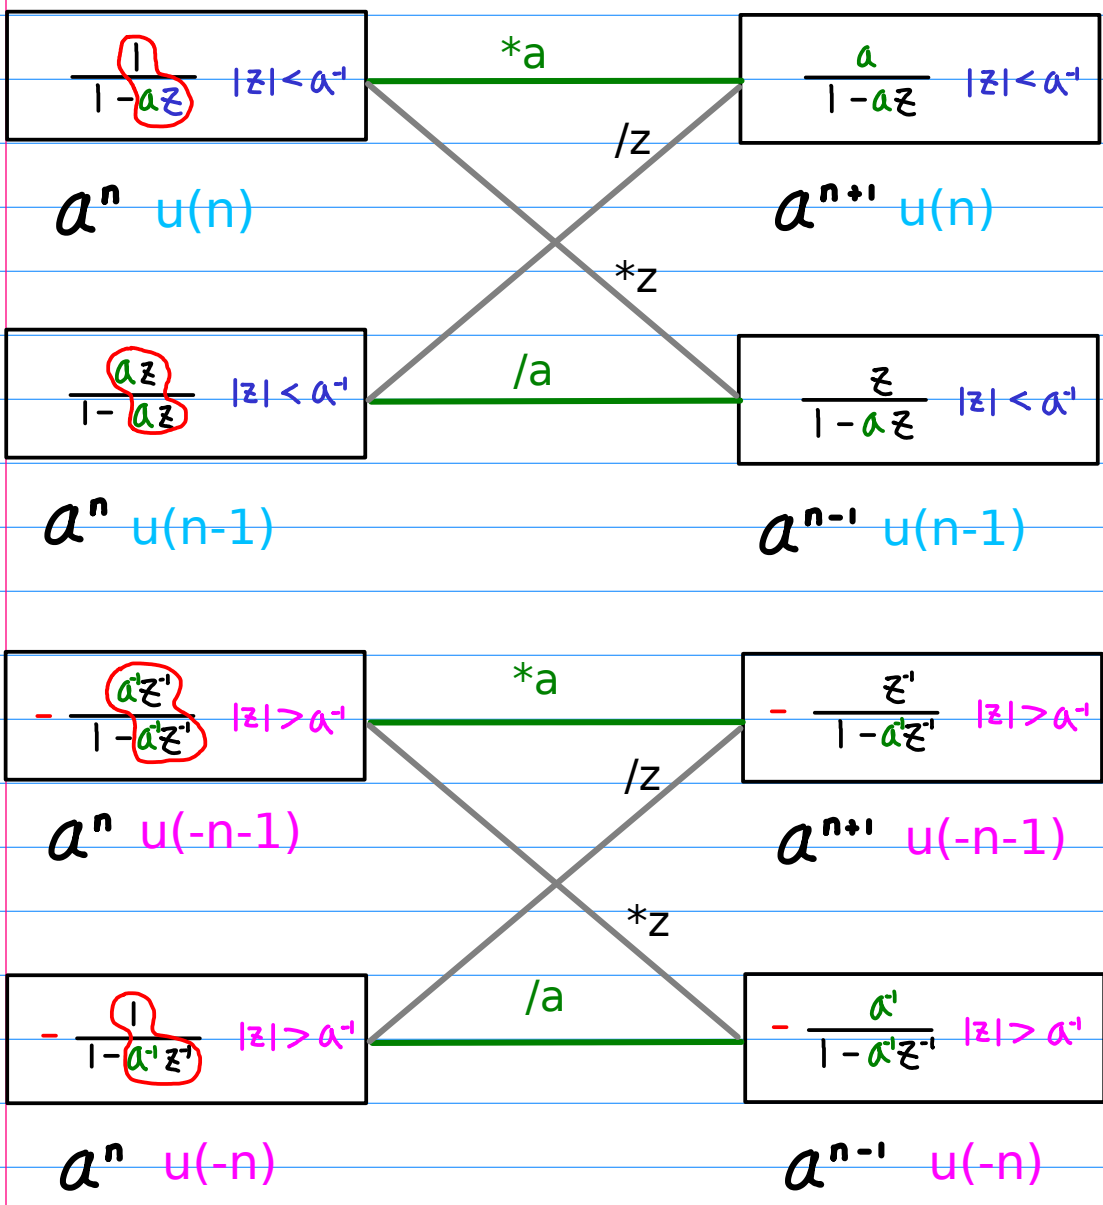 1 / (1 - az) |z| < a⁻¹ *a a / (1 - az) |z| < a⁻¹
/z
aⁿ u(n) aⁿ⁺¹ u(n)
*z
az / (1 - az) |z| < a⁻¹ /a z / (1 - az) |z| < a⁻¹
aⁿ u(n-1) aⁿ⁻¹ u(n-1)
- a⁻¹z⁻¹ / (1 - a⁻¹z⁻¹) |z| > a⁻¹ *a - z⁻¹ / (1 - a⁻¹z⁻¹) |z| > a⁻¹
/z
aⁿ u(-n-1) aⁿ⁺¹ u(-n-1)
*z
- 1 / (1 - a⁻¹z⁻¹) |z| > a⁻¹ /a - a⁻¹ / (1 - a⁻¹z⁻¹) |z| > a⁻¹
aⁿ u(-n) aⁿ⁻¹ u(-n)